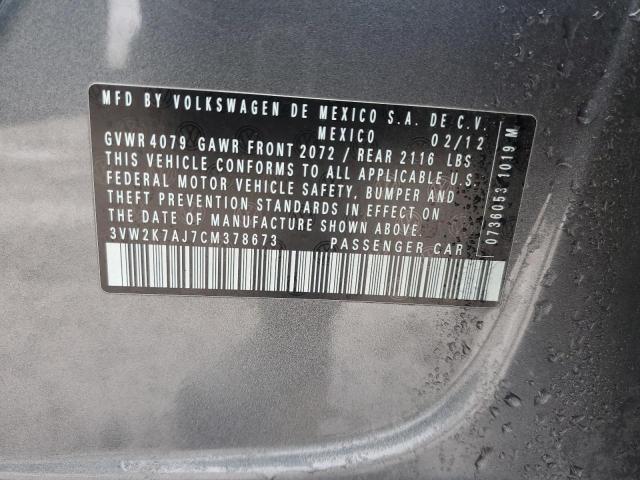 MFD BY VOLKSWAGEN DE MEXICO S.A. DE C.V.
MEXICO 02/12
GVWR 4079 GAWR FRONT 2072 / REAR 2116 LBS
THIS VEHICLE CONFORMS TO ALL APPLICABLE U.S.
FEDERAL MOTOR VEHICLE SAFETY, BUMPER AND
THEFT PREVENTION STANDARDS IN EFFECT ON
THE DATE OF MANUFACTURE SHOWN ABOVE.
3VW2K7AJ7CM378673 PASSENGER CAR
0736053 1019 M